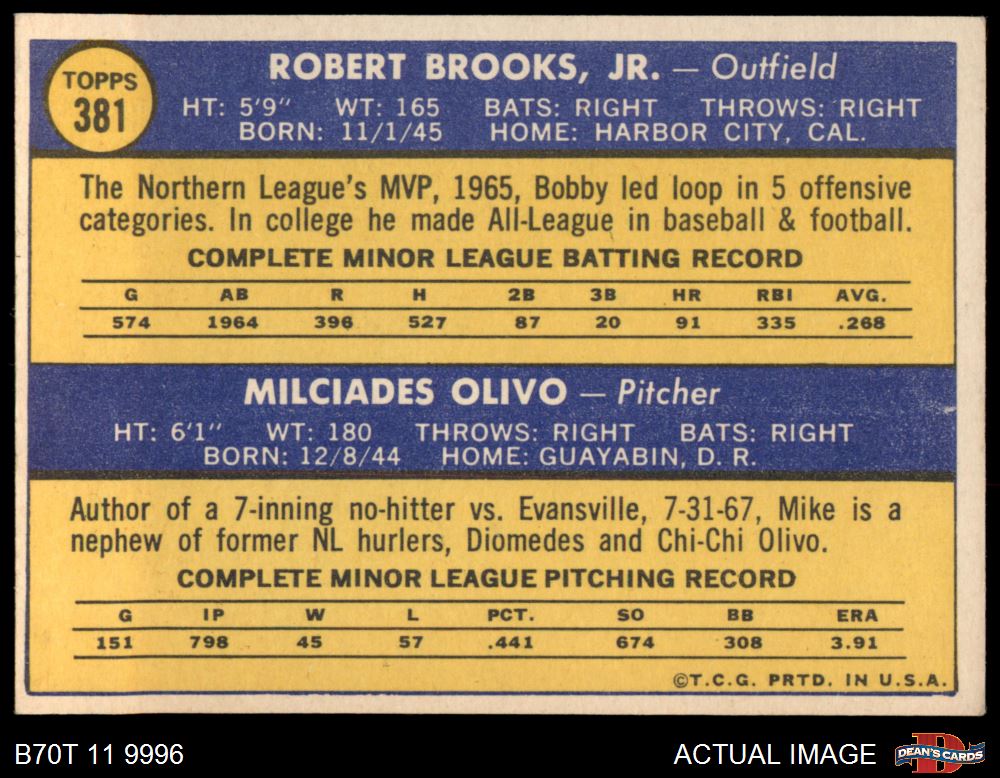 TOPPS
381
ROBERT BROOKS, JR. — Outfield
HT: 5'9" WT: 165 BATS: RIGHT THROWS: RIGHT
BORN: 11/1/45 HOME: HARBOR CITY, CAL.
The Northern League's MVP, 1965, Bobby led loop in 5 offensive
categories. In college he made All-League in baseball & football.
COMPLETE MINOR LEAGUE BATTING RECORD
G AB R H 2B 3B HR RBI AVG.
574 1964 396 527 87 20 91 335 .268
MILCIADES OLIVO — Pitcher
HT: 6'1" WT: 180 THROWS: RIGHT BATS: RIGHT
BORN: 12/8/44 HOME: GUAYABIN, D. R.
Author of a 7-inning no-hitter vs. Evansville, 7-31-67, Mike is a
nephew of former NL hurlers, Diomedes and Chi-Chi Olivo.
COMPLETE MINOR LEAGUE PITCHING RECORD
G IP W L PCT. SO BB ERA
151 798 45 57 .441 674 308 3.91
©T.C.G. PRTD. IN U.S.A.
B70T 11 9996
ACTUAL IMAGE
D
DEAN'S CARDS